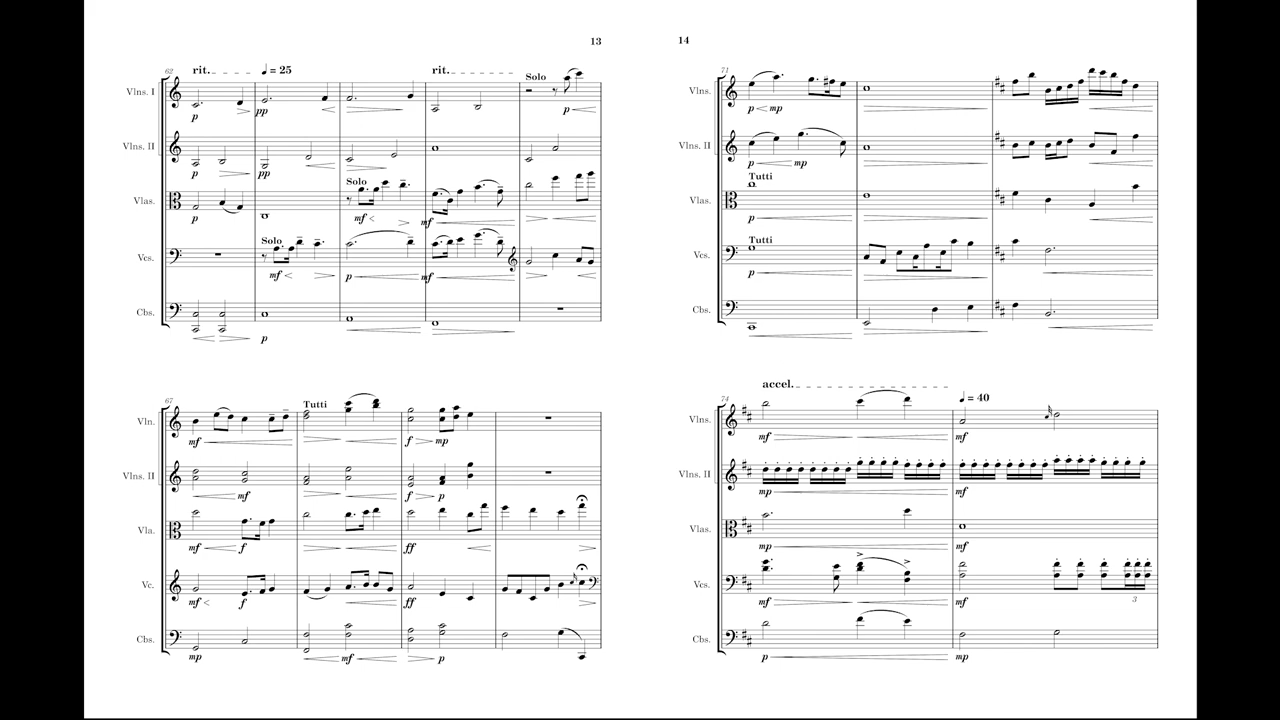 13
62
rit.
= 25
rit.
Solo
Vlns. I
p
pp
p
Vlns. II
p
pp
Solo
Vlas.
p
mf
mf
Solo
Vcs.
mf
p
mf
Cbs.
p
67
Vln.
mf
Tutti
f
mp
Vlns. II
mf
f
p
Vla.
mf
f
ff
Vc.
mf
f
ff
Cbs.
mp
mf
p
14
71
Vlns. I
p
mp
Vlns. II
p
mp
Tutti
Vlas.
p
Tutti
Vcs.
p
Cbs.
74
accel.
= 40
Vlns.
mf
mf
Vlns. II
mp
mf
Vlas.
mp
mf
Vcs.
mf
mf
3
Cbs.
p
mp